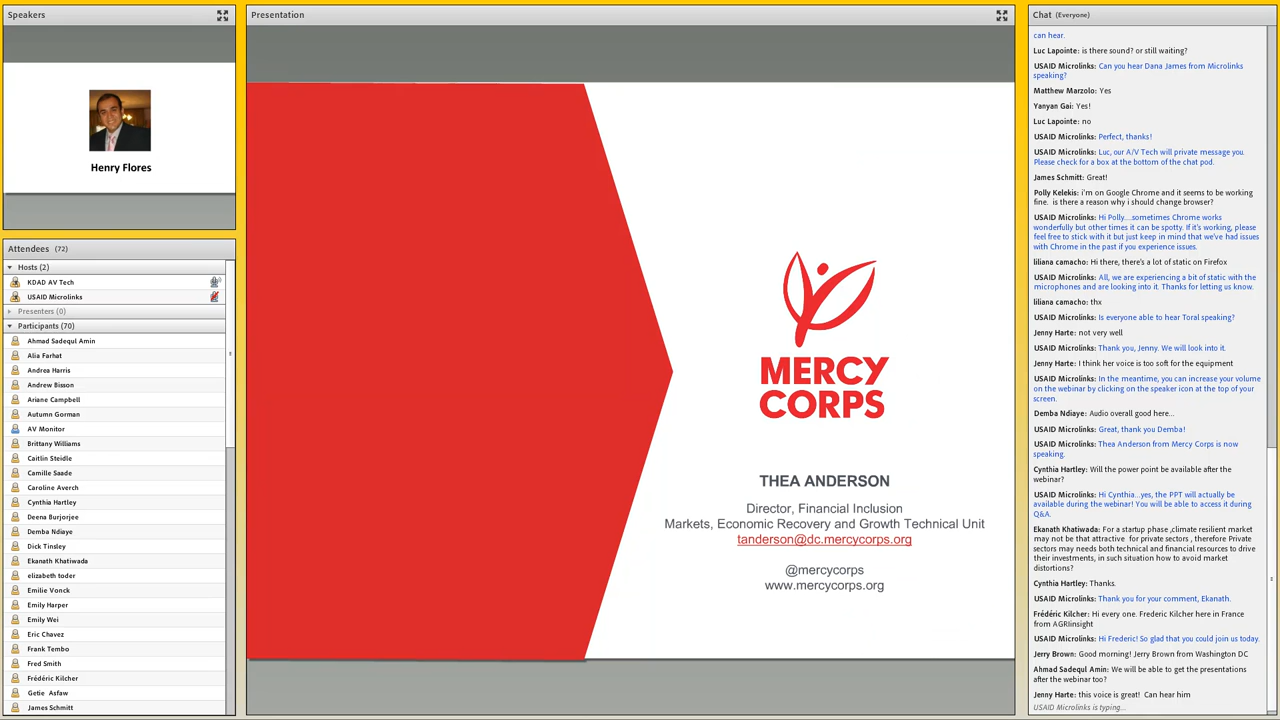 Speakers
Henry Flores
Attendees (72)
Hosts (2)
KDAD AV Tech
USAID Microlinks
Presenters (0)
Participants (70)
Ahmad Sadequl Amin
Alia Farhat
Andrea Harris
Andrew Bisson
Ariane Campbell
Autumn Gorman
AV Monitor
Brittany Williams
Caitlin Steidle
Camille Saade
Caroline Averch
Cynthia Hartley
Deena Burjorjee
Demba Ndiaye
Dick Tinsley
Ekanath Khatiwada
elizabeth toder
Emilie Vonck
Emily Harper
Emily Wei
Eric Chavez
Frank Tembo
Fred Smith
Frédéric Kilcher
Getie Asfaw
James Schmitt
Presentation
MERCY
CORPS
THEA ANDERSON
Director, Financial Inclusion
Markets, Economic Recovery and Growth Technical Unit
tanderson@dc.mercycorps.org
@mercycorps
www.mercycorps.org
Chat (Everyone)
can hear.
Luc Lapointe: is there sound? or still waiting?
USAID Microlinks: Can you hear Dana James from Microlinks
speaking?
Matthew Marzolo: Yes
Yanyan Gai: Yes!
Luc Lapointe: no
USAID Microlinks: Perfect, thanks!
USAID Microlinks: Luc, our A/V Tech will private message you.
Please check for a box at the bottom of the chat pod.
James Schmitt: Great!
Polly Kelekis: i'm on Google Chrome and it seems to be working
fine. is there a reason why i should change browser?
USAID Microlinks: Hi Polly....sometimes Chrome works
wonderfully but other times it can be spotty. If it's working, please
feel free to stick with it but just keep in mind that we've had issues
with Chrome in the past if you experience issues.
liliana camacho: Hi there, there's a lot of static on Firefox
USAID Microlinks: All, we are experiencing a bit of static with the
microphones and are looking into it. Thanks for letting us know.
liliana camacho: thx
USAID Microlinks: Is everyone able to hear Toral speaking?
Jenny Harte: not very well
USAID Microlinks: Thank you, Jenny. We will look into it.
Jenny Harte: I think her voice is too soft for the equipment
USAID Microlinks: In the meantime, you can increase your volume
on the webinar by clicking on the speaker icon at the top of your
screen.
Demba Ndiaye: Audio overall good here...
USAID Microlinks: Great, thank you Demba!
USAID Microlinks: Thea Anderson from Mercy Corps is now
speaking.
Cynthia Hartley: Will the power point be available after the
webinar?
USAID Microlinks: Hi Cynthia...yes, the PPT will actually be
available during the webinar! You will be able to access it during
Q&A.
Ekanath Khatiwada: For a startup phase ,climate resilient market
may not be that attractive for private sectors , therefore Private
sectors may needs both technical and financial resources to drive
their investments, in such situation how to avoid market
distortions?
Cynthia Hartley: Thanks.
USAID Microlinks: Thank you for your comment, Ekanath.
Frédéric Kilcher: Hi every one. Frederic Kilcher here in France
from AGRIinsight
USAID Microlinks: Hi Frederic! So glad that you could join us today.
Jerry Brown: Good morning! Jerry Brown from Washington DC
Ahmad Sadequl Amin: We will be able to get the presentations
after the webinar too?
Jenny Harte: this voice is great! Can hear him
USAID Microlinks is typing...